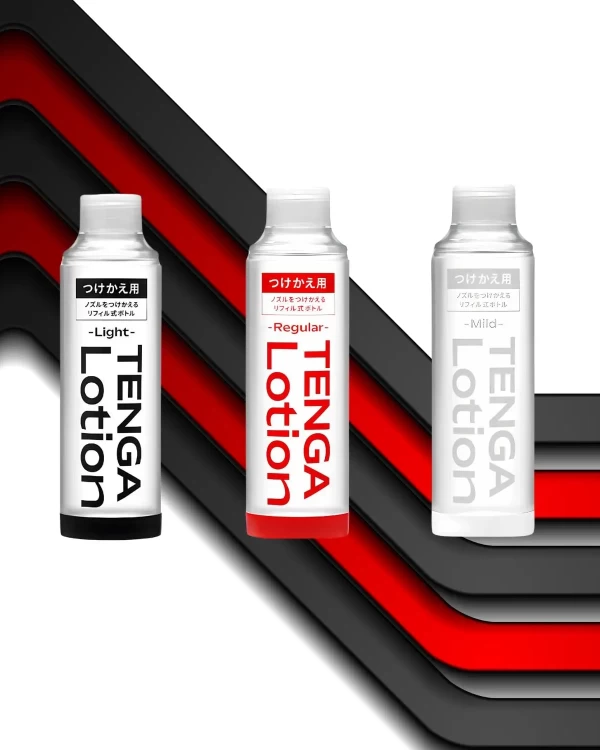 つけかえ用
ノズルをつけかえる
リフィル式ボトル
-Light-
TENGA
Lotion
つけかえ用
ノズルをつけかえる
リフィル式ボトル
-Regular-
TENGA
Lotion
つけかえ用
ノズルをつけかえる
リフィル式ボトル
-Mild-
TENGA
Lotion